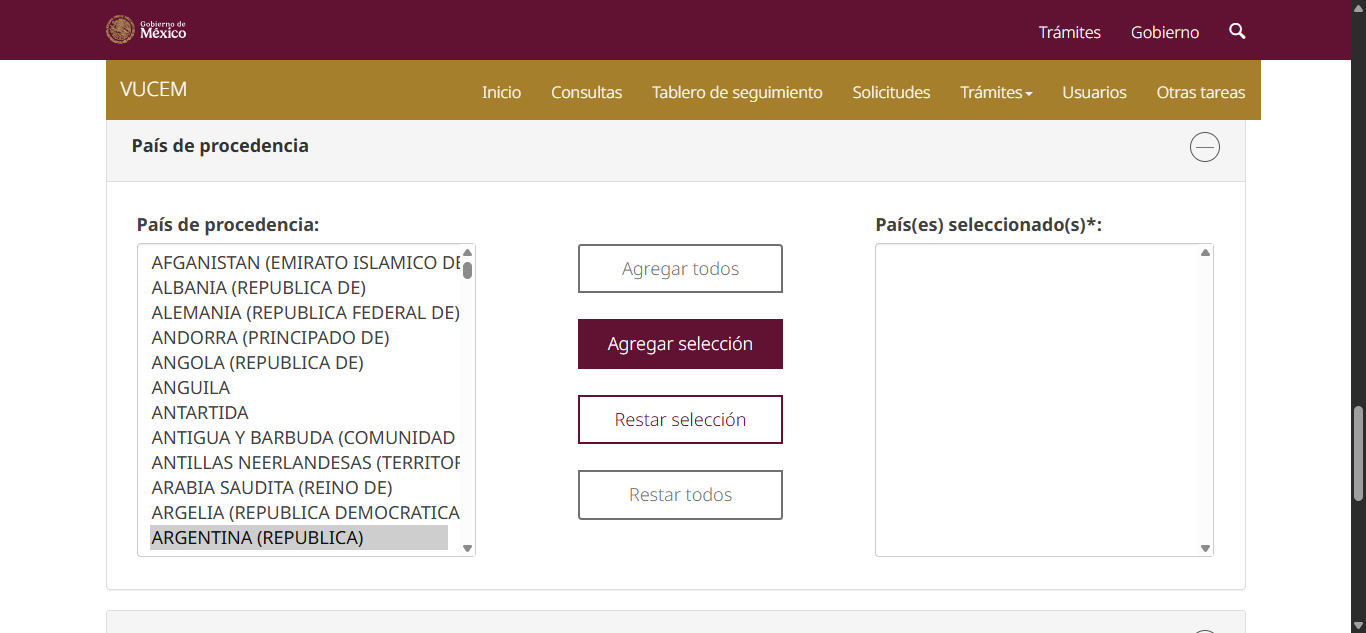 Gobierno de
México
Trámites
Gobierno
VUCEM
Inicio
Consultas
Tablero de seguimiento
Solicitudes
Trámites
Usuarios
Otras tareas
País de procedencia
País de procedencia:
AFGANISTAN (EMIRATO ISLAMICO DE
ALBANIA (REPUBLICA DE)
ALEMANIA (REPUBLICA FEDERAL DE)
ANDORRA (PRINCIPADO DE)
ANGOLA (REPUBLICA DE)
ANGUILA
ANTARTIDA
ANTIGUA Y BARBUDA (COMUNIDAD
ANTILLAS NEERLANDESAS (TERRITOR
ARABIA SAUDITA (REINO DE)
ARGELIA (REPUBLICA DEMOCRATICA
ARGENTINA (REPUBLICA)
Agregar todos
Agregar selección
Restar selección
Restar todos
País(es) seleccionado(s)*: